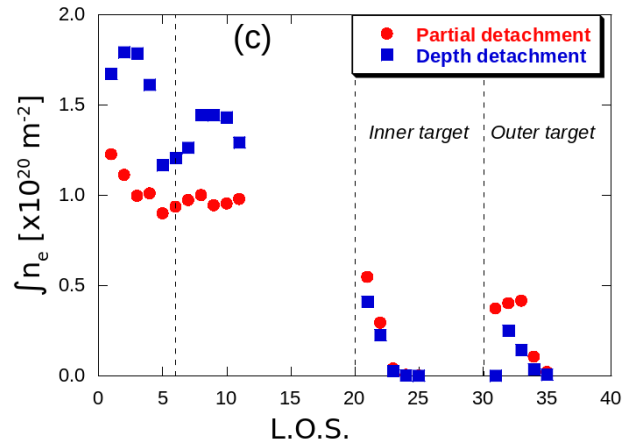 (c)
Partial detachment
Depth detachment
Inner target
Outer target
2.0
1.5
1.0
0.5
0.0
∫n_e [x10^20 m^-2]
0 5 10 15 20 25 30 35 40
L.O.S.